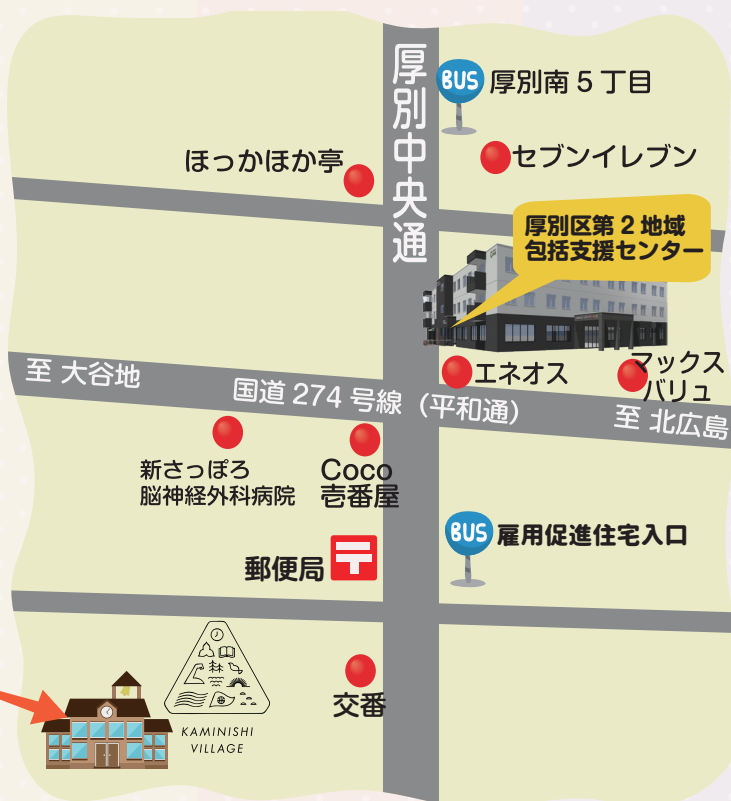 厚別中央通
BUS
厚別南5丁目
ほっかほか亭
セブンイレブン
厚別区第2地域
包括支援センター
エネオス
マックス
バリュ
至 大谷地
国道274号線（平和通）
至 北広島
新さっぽろ
脳神経外科病院
Coco
壱番屋
BUS
雇用促進住宅入口
郵便局
交番
KAMINISHI
VILLAGE